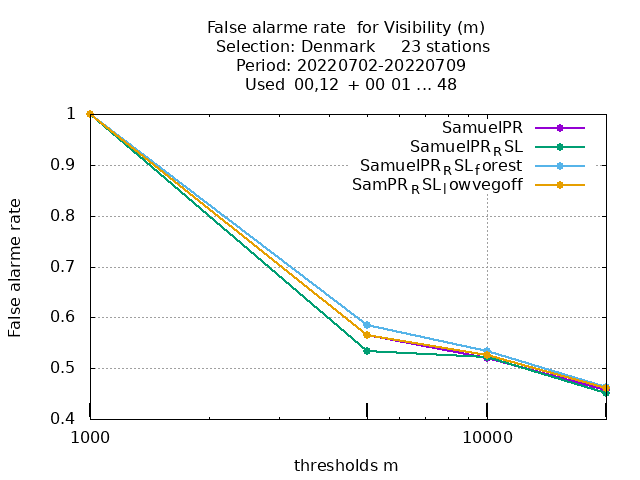 False alarme rate  for Visibility (m)
Selection: Denmark     23 stations
Period: 20220702-20220709
Used  00,12  + 00 01 ... 48
SamuelPR
SamuelPR_RSL
SamuelPR_RSL_forest
SamPR_RSL_lowvegoff
1
0.9
0.8
0.7
0.6
0.5
0.4
False alarme rate
1000
10000
thresholds m